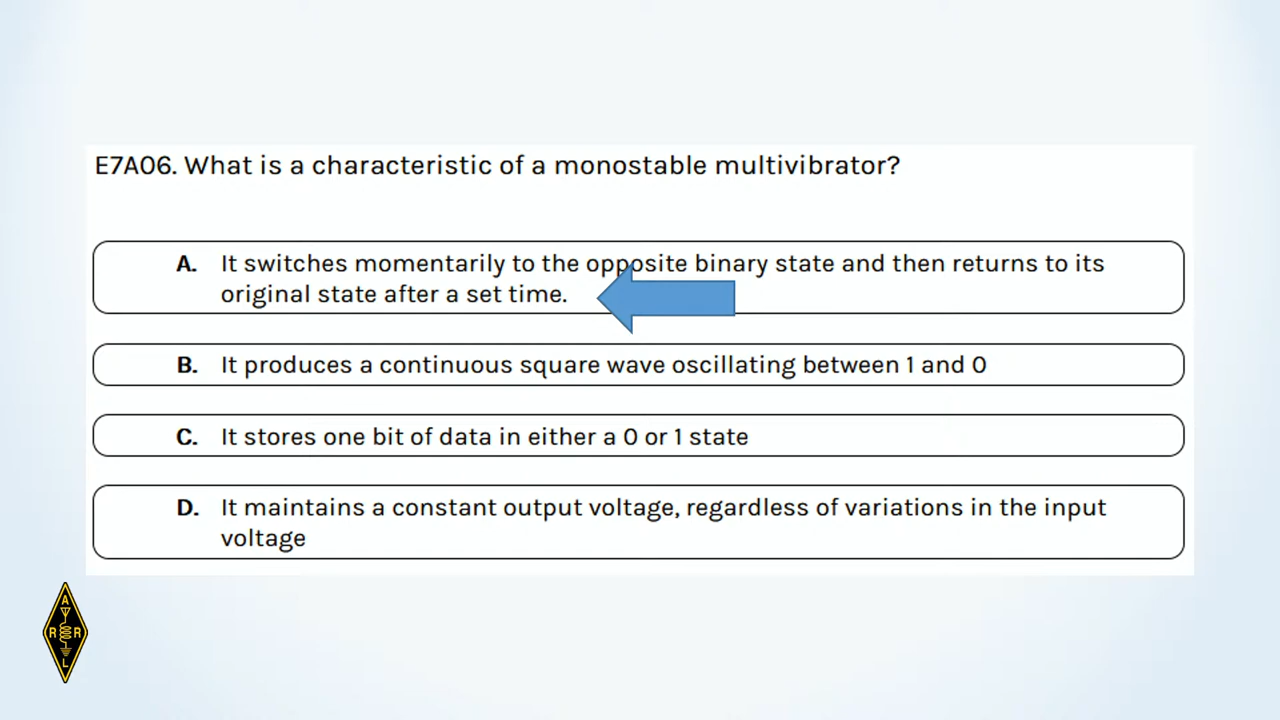 E7A06. What is a characteristic of a monostable multivibrator?
A. It switches momentarily to the opposite binary state and then returns to its
original state after a set time.
B. It produces a continuous square wave oscillating between 1 and 0
C. It stores one bit of data in either a 0 or 1 state
D. It maintains a constant output voltage, regardless of variations in the input
voltage
A
R R
L